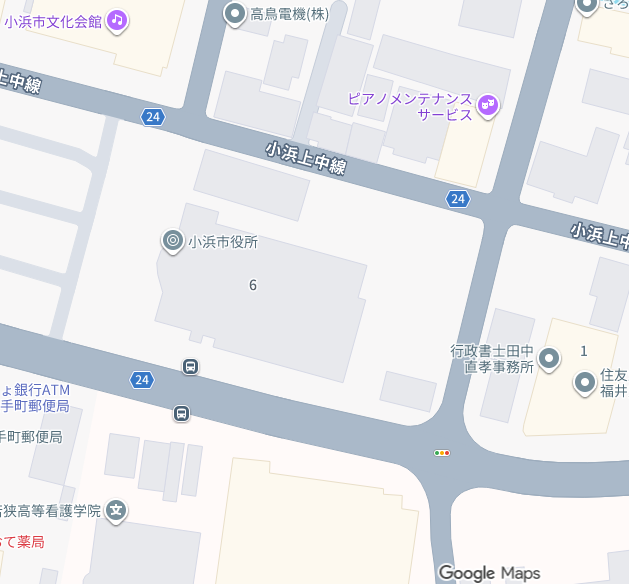 小浜市文化会館
高鳥電機(株)
上中線
24
ピアノメンテナンス
サービス
小浜上中線
24
小浜上中
小浜市役所
6
行政書士田中
直孝事務所
1
住友
福井
24
ょ銀行ATM
手町郵便局
手町郵便局
若狭高等看護学院
おて薬局
Google Maps